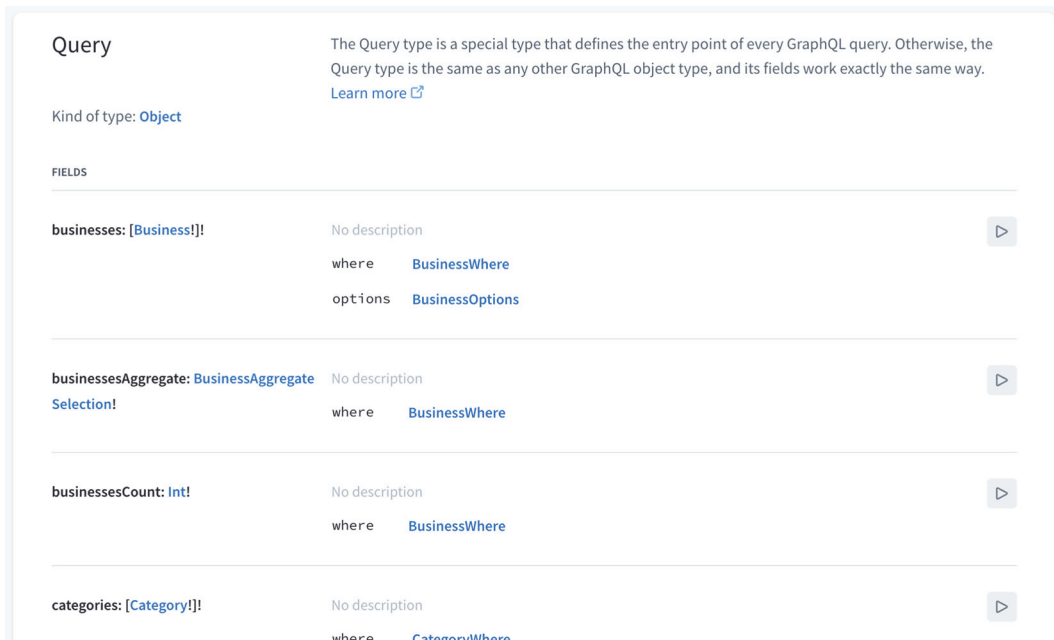 Query
The Query type is a special type that defines the entry point of every GraphQL query. Otherwise, the
Query type is the same as any other GraphQL object type, and its fields work exactly the same way.
Learn more
Kind of type: Object
FIELDS
businesses: [Business!]!
No description
where BusinessWhere
options BusinessOptions
businessesAggregate: BusinessAggregate
Selection!
No description
where BusinessWhere
businessesCount: Int!
No description
where BusinessWhere
categories: [Category!]!
No description
where CategoryWhere